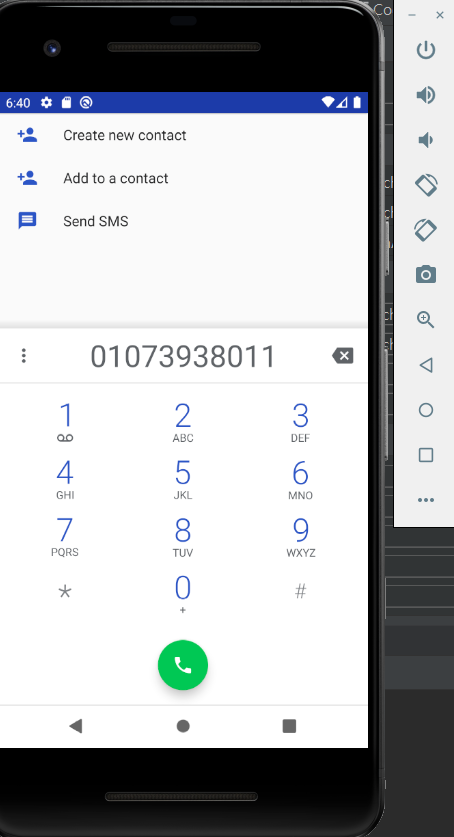 6:40
Create new contact
Add to a contact
Send SMS
01073938011
1 2 3
ABC DEF
4 5 6
GHI JKL MNO
7 8 9
PQRS TUV WXYZ
* 0 #
+
Co